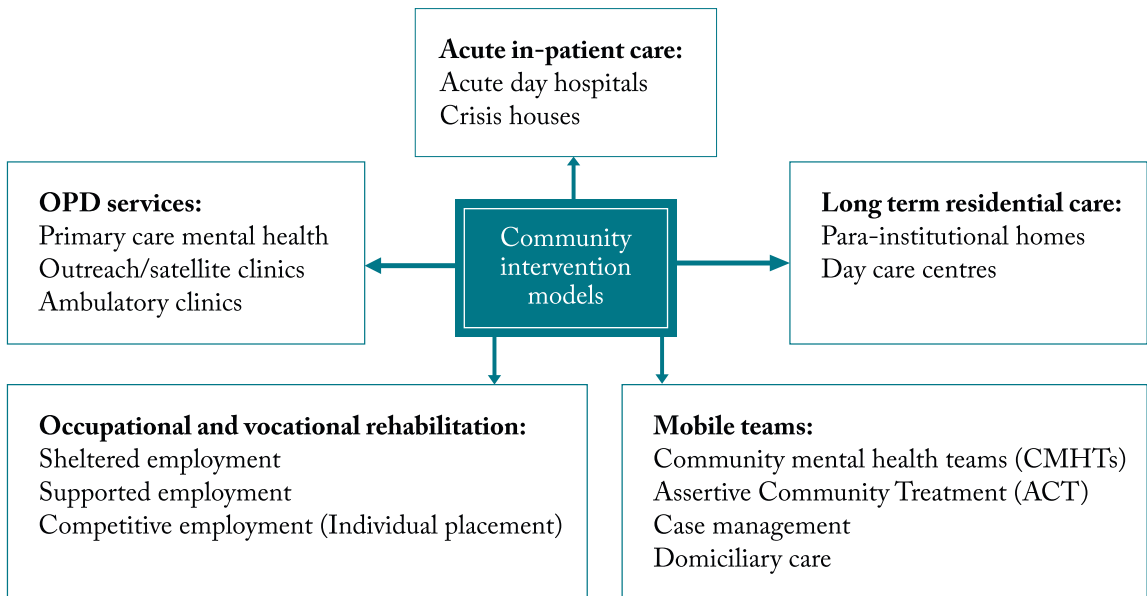 Acute in-patient care:
Acute day hospitals
Crisis houses
OPD services:
Primary care mental health
Outreach/satellite clinics
Ambulatory clinics
Community
intervention
models
Long term residential care:
Para-institutional homes
Day care centres
Occupational and vocational rehabilitation:
Sheltered employment
Supported employment
Competitive employment (Individual placement)
Mobile teams:
Community mental health teams (CMHTs)
Assertive Community Treatment (ACT)
Case management
Domiciliary care